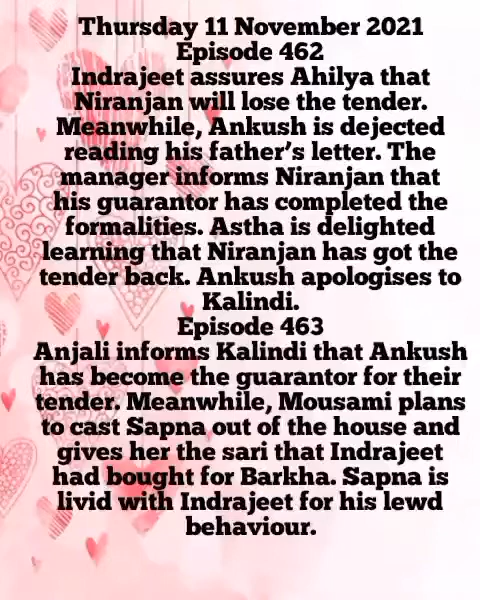 Thursday 11 November 2021
Episode 462
Indrajeet assures Ahilya that
Niranjan will lose the tender.
Meanwhile, Ankush is dejected
reading his father’s letter. The
manager informs Niranjan that
his guarantor has completed the
formalities. Astha is delighted
learning that Niranjan has got the
tender back. Ankush apologises to
Kalindi.
Episode 463
Anjali informs Kalindi that Ankush
has become the guarantor for their
tender. Meanwhile, Mousami plans
to cast Sapna out of the house and
gives her the sari that Indrajeet
had bought for Barkha. Sapna is
livid with Indrajeet for his lewd
behaviour.